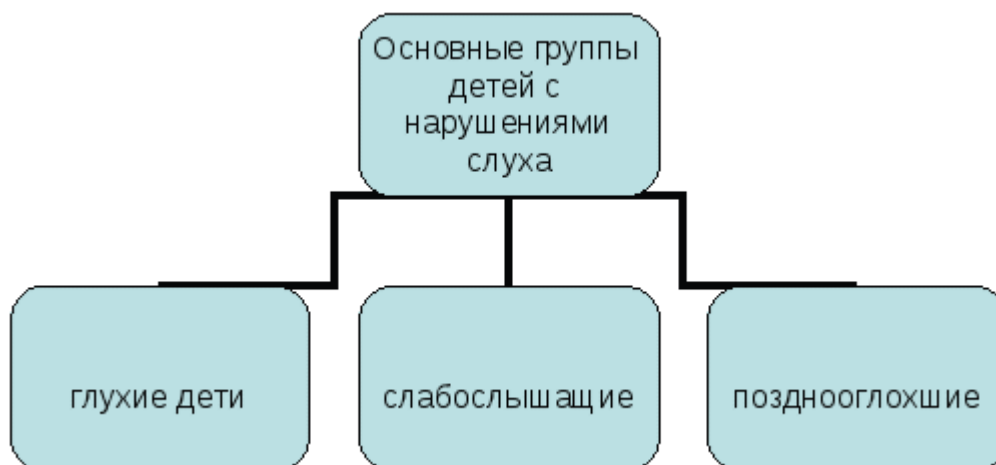 Основные группы
детей с
нарушениями
слуха
глухие дети
слабослышащие
позднооглохшие